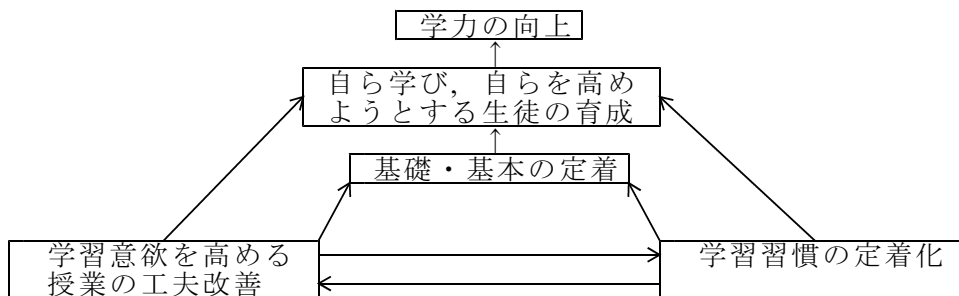 学力の向上
自ら学び，自らを高め
ようとする生徒の育成
基礎・基本の定着
学習意欲を高める
授業の工夫改善
学習習慣の定着化